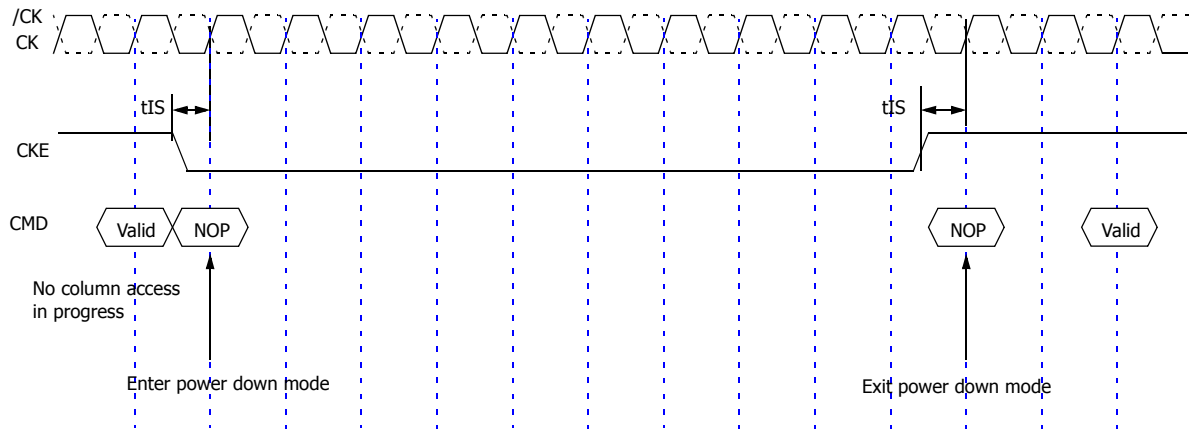 /CK
CK
tIS
tIS
CKE
CMD
Valid
NOP
NOP
Valid
No column access
in progress
Enter power down mode
Exit power down mode